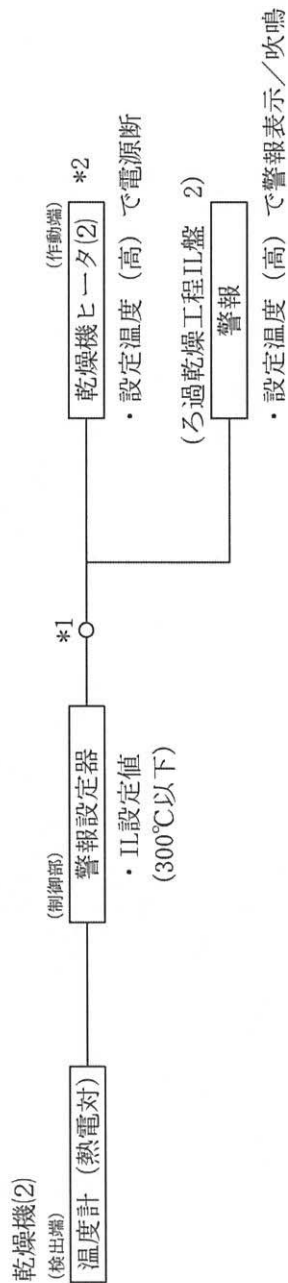 乾燥機(2)
(検出端)
温度計（熱電対）
(制御部)
警報設定器
・IL設定値
(300℃以下)
*1
(作動端)
乾燥機ヒータ(2) *2
・設定温度（高）で電源断
(ろ過乾燥工程IL盤 2)
警報
・設定温度（高）で警報表示／吹鳴